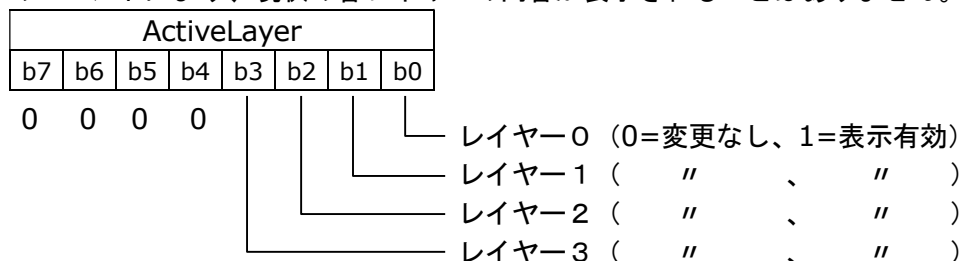 ActiveLayer
b7 b6 b5 b4 b3 b2 b1 b0
0 0 0 0
レイヤー0（0=変更なし、1=表示有効）
レイヤー1（ 〃 、 〃 ）
レイヤー2（ 〃 、 〃 ）
レイヤー3（ 〃 、 〃 ）